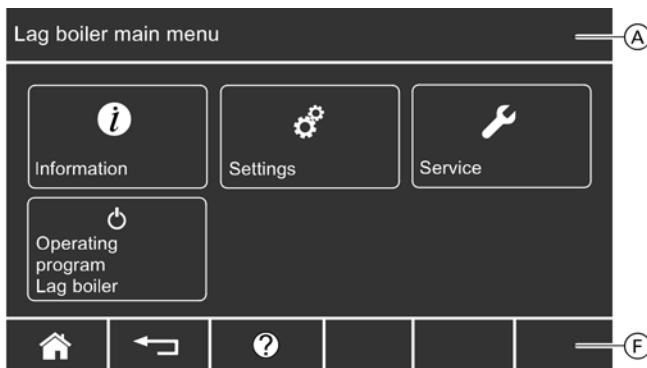 Lag boiler main menu
A
Information
Settings
Service
Operating
program
Lag boiler
F